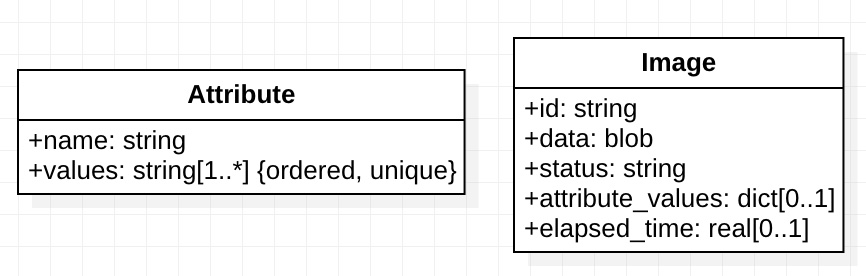 Attribute
+name: string
+values: string[1..*] {ordered, unique}
Image
+id: string
+data: blob
+status: string
+attribute_values: dict[0..1]
+elapsed_time: real[0..1]